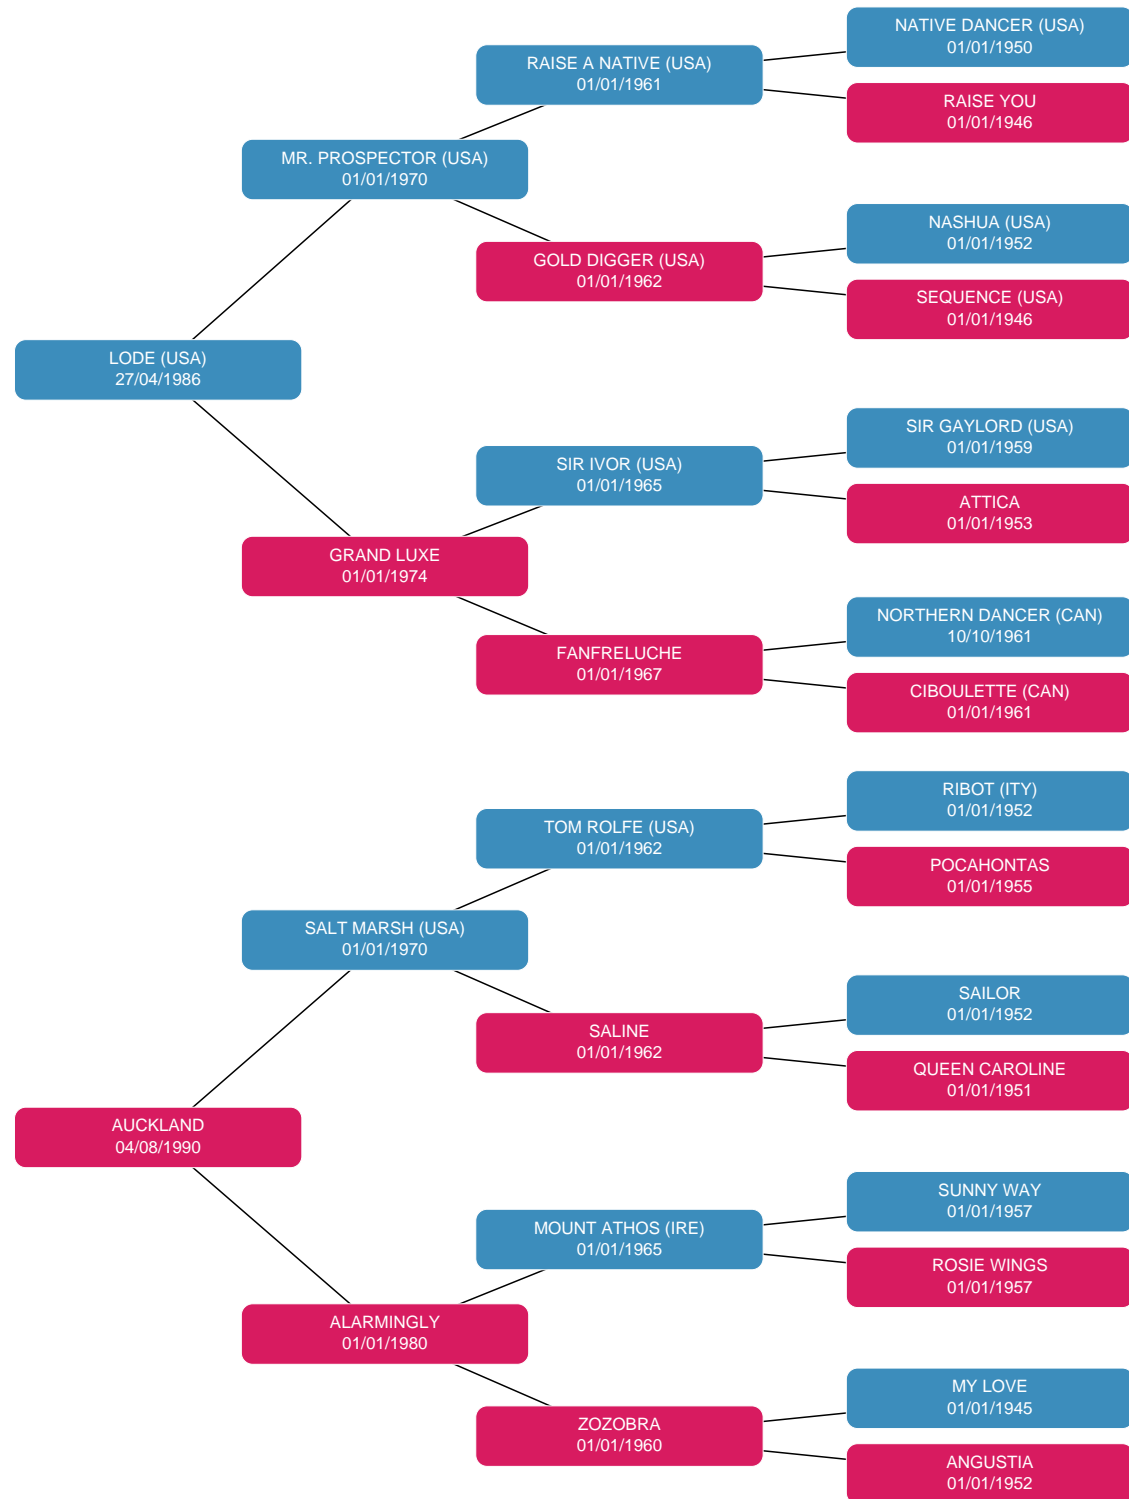 NATIVE DANCER (USA)
01/01/1950
RAISE A NATIVE (USA)
01/01/1961
RAISE YOU
01/01/1946
MR. PROSPECTOR (USA)
01/01/1970
NASHUA (USA)
01/01/1952
GOLD DIGGER (USA)
01/01/1962
SEQUENCE (USA)
01/01/1946
LODE (USA)
27/04/1986
SIR GAYLORD (USA)
01/01/1959
SIR IVOR (USA)
01/01/1965
ATTICA
01/01/1953
GRAND LUXE
01/01/1974
NORTHERN DANCER (CAN)
10/10/1961
FANFRELUCHE
01/01/1967
CIBOULETTE (CAN)
01/01/1961
RIBOT (ITY)
01/01/1952
TOM ROLFE (USA)
01/01/1962
POCAHONTAS
01/01/1955
SALT MARSH (USA)
01/01/1970
SAILOR
01/01/1952
SALINE
01/01/1962
QUEEN CAROLINE
01/01/1951
AUCKLAND
04/08/1990
SUNNY WAY
01/01/1957
MOUNT ATHOS (IRE)
01/01/1965
ROSIE WINGS
01/01/1957
ALARMINGLY
01/01/1980
MY LOVE
01/01/1945
ZOZOBRA
01/01/1960
ANGUSTIA
01/01/1952